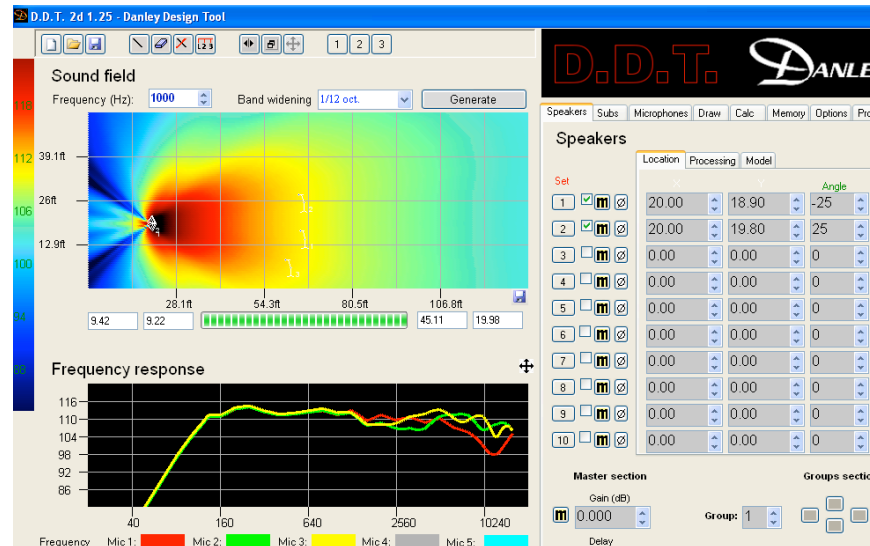 D.D.T. 2d 1.25 - Danley Design Tool
1 2 3
Sound field
Frequency (Hz): 1000 Band widening 1/12 oct. Generate
118
112
106
100
94
88
39.1ft
26ft
12.9ft
28.1ft 54.3ft 80.5ft 106.8ft
9.42 9.22 45.11 19.98
Frequency response
116
110
104
98
92
86
40 160 640 2560 10240
Frequency Mic 1: Mic 2: Mic 3: Mic 4: Mic 5:
D.D.T. DANLE
Speakers Subs Microphones Draw Calc Memory Options Pro
Speakers
Location Processing Model
Set X Y Angle
1 m ø 20.00 18.90 -25
2 m ø 20.00 19.80 25
3 m ø 0.00 0.00 0
4 m ø 0.00 0.00 0
5 m ø 0.00 0.00 0
6 m ø 0.00 0.00 0
7 m ø 0.00 0.00 0
8 m ø 0.00 0.00 0
9 m ø 0.00 0.00 0
10 m ø 0.00 0.00 0
Master section Groups sectio
Gain (dB)
m 0.000 Group: 1
Delay